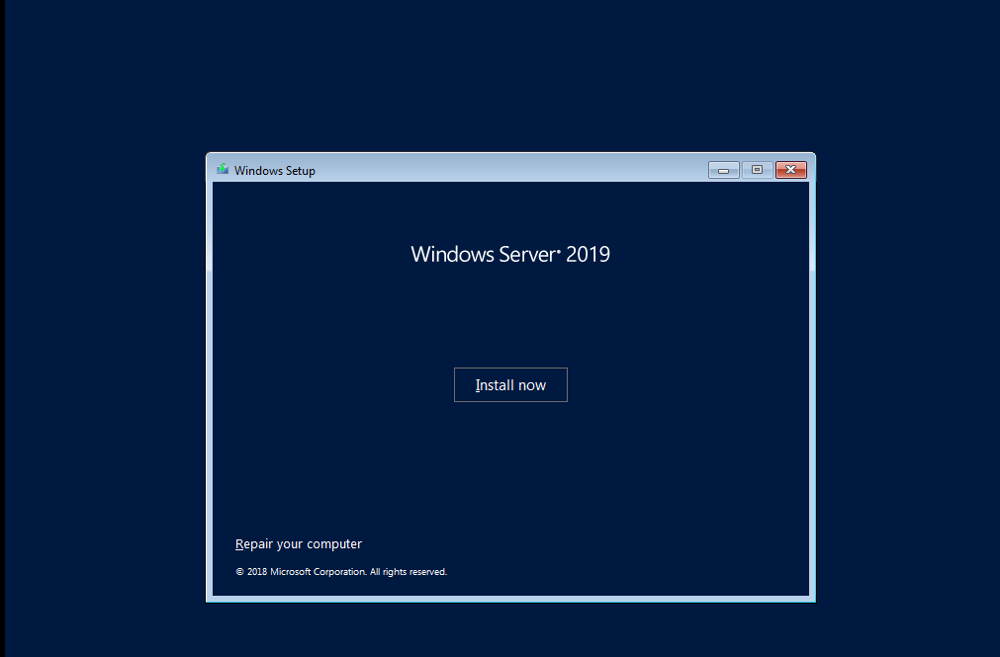 Windows Setup
Windows Server® 2019
Install now
Repair your computer
© 2018 Microsoft Corporation. All rights reserved.